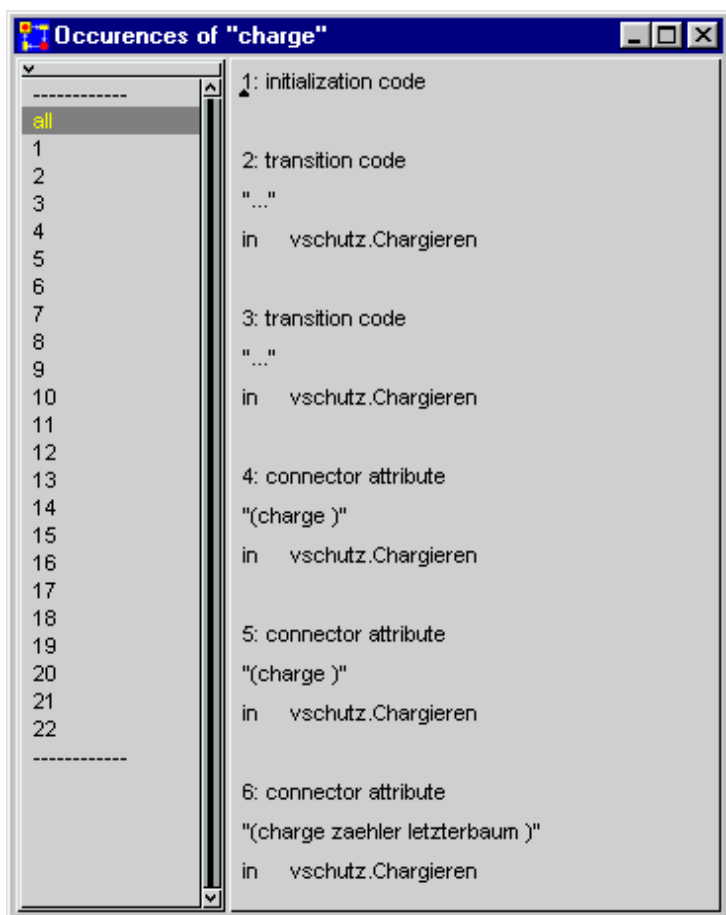 Occurences of "charge"
------------
all
1
2
3
4
5
6
7
8
9
10
11
12
13
14
15
16
17
18
19
20
21
22
------------
1: initialization code
2: transition code
"..."
in vschutz.Chargieren
3: transition code
"..."
in vschutz.Chargieren
4: connector attribute
"(charge )"
in vschutz.Chargieren
5: connector attribute
"(charge )"
in vschutz.Chargieren
6: connector attribute
"(charge zaehler letzterbaum )"
in vschutz.Chargieren